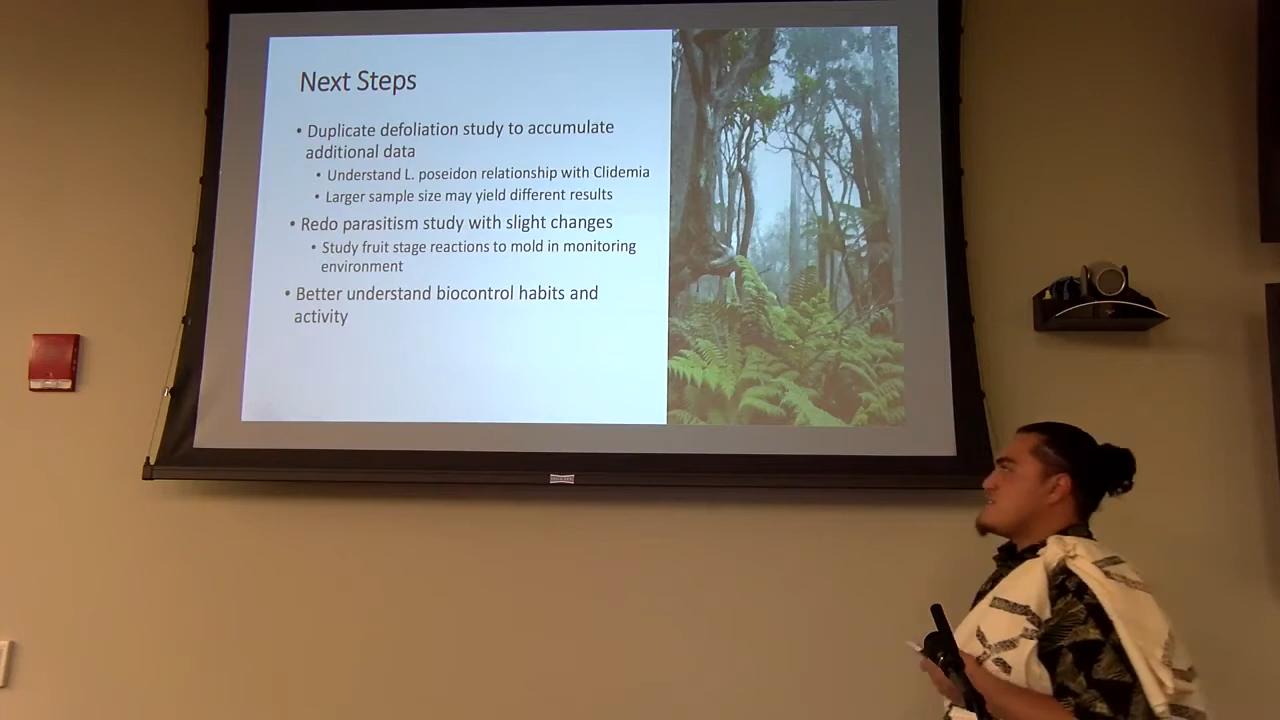 Next Steps
• Duplicate defoliation study to accumulate
additional data
• Understand L. poseidon relationship with Clidemia
• Larger sample size may yield different results
• Redo parasitism study with slight changes
• Study fruit stage reactions to mold in monitoring
environment
• Better understand biocontrol habits and
activity